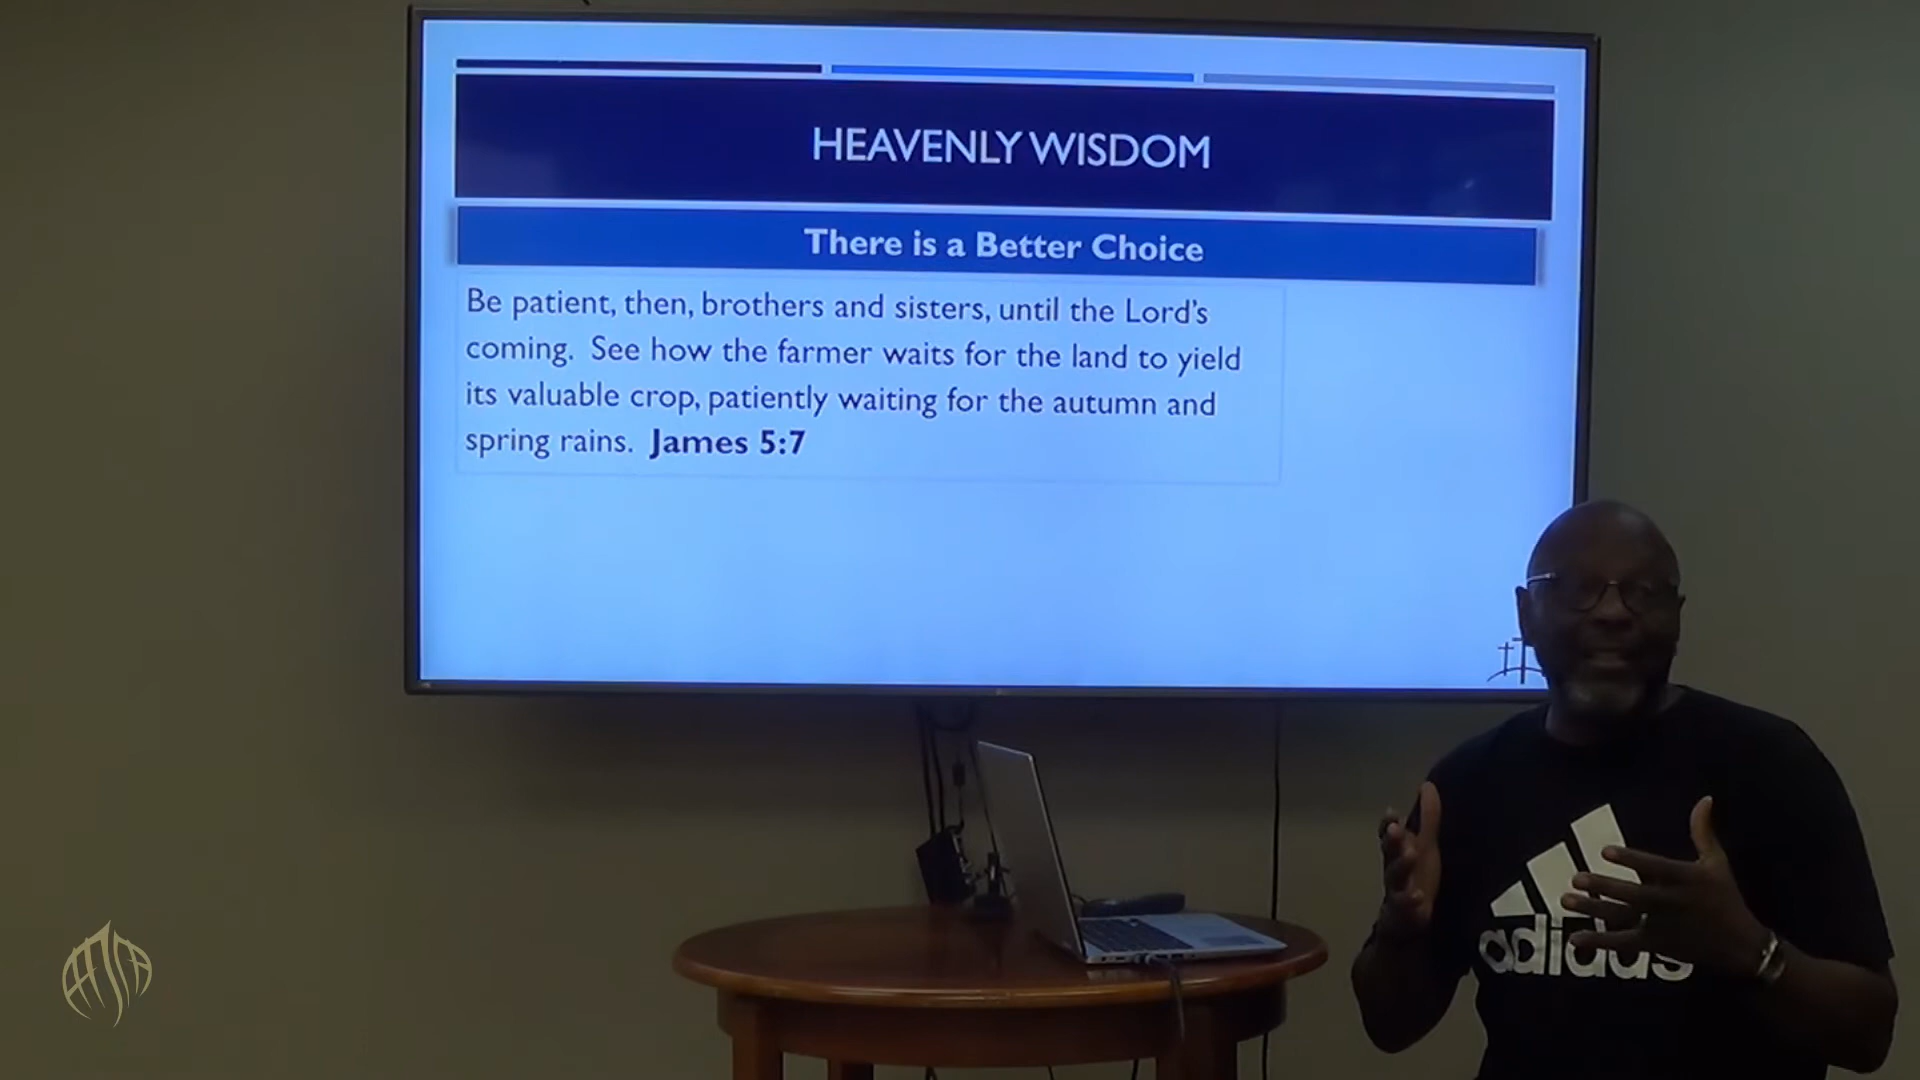 HEAVENLY WISDOM
There is a Better Choice
Be patient, then, brothers and sisters, until the Lord's
coming. See how the farmer waits for the land to yield
its valuable crop, patiently waiting for the autumn and
spring rains. James 5:7
adidas